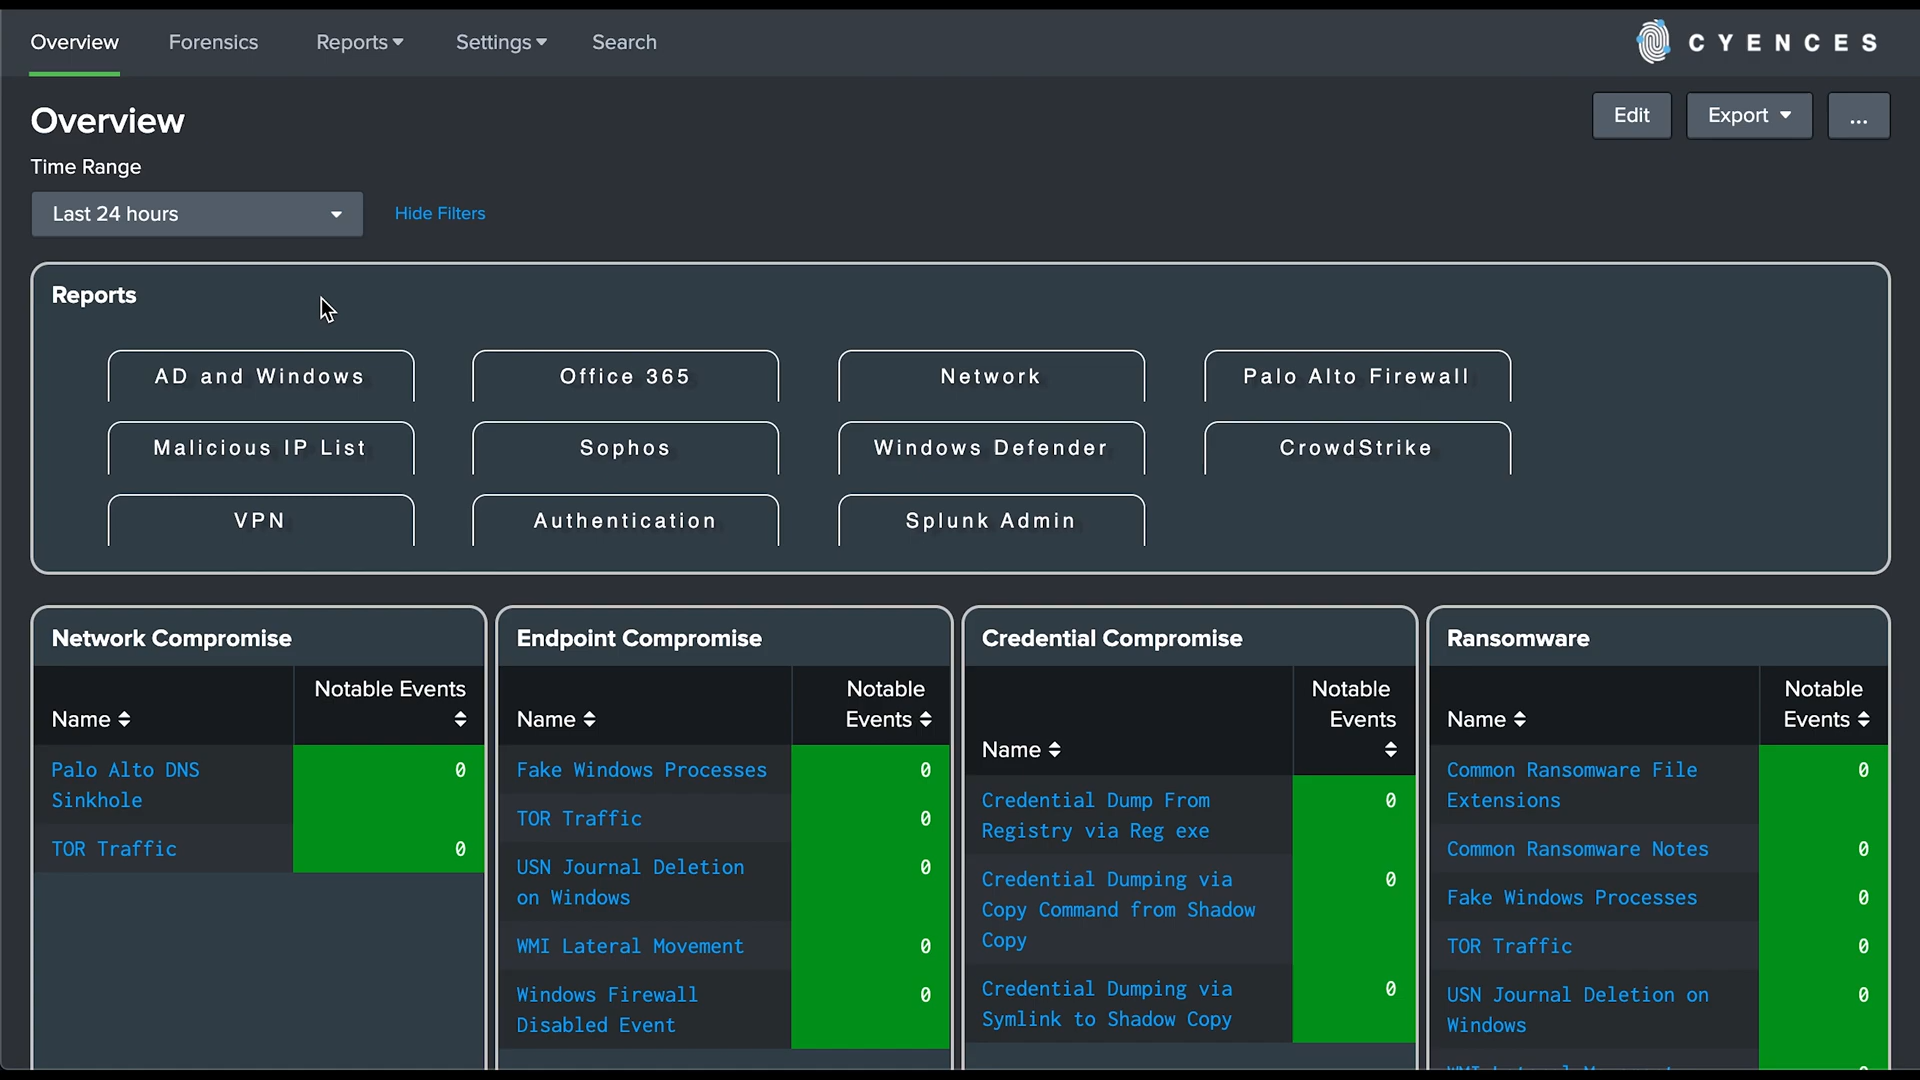 Overview
Forensics
Reports
Settings
Search
CYENCES
Overview
Edit
Export
...
Time Range
Last 24 hours
Hide Filters
Reports
AD and Windows
Office 365
Network
Palo Alto Firewall
Malicious IP List
Sophos
Windows Defender
CrowdStrike
VPN
Authentication
Splunk Admin
Network Compromise
Name
Notable Events
Palo Alto DNS
Sinkhole
0
TOR Traffic
0
Endpoint Compromise
Name
Notable
Events
Fake Windows Processes
0
TOR Traffic
0
USN Journal Deletion
on Windows
0
WMI Lateral Movement
0
Windows Firewall
Disabled Event
0
Credential Compromise
Name
Notable
Events
Credential Dump From
Registry via Reg exe
0
Credential Dumping via
Copy Command from Shadow
Copy
0
Credential Dumping via
Symlink to Shadow Copy
0
Ransomware
Name
Notable
Events
Common Ransomware File
Extensions
0
Common Ransomware Notes
0
Fake Windows Processes
0
TOR Traffic
0
USN Journal Deletion on
Windows
0